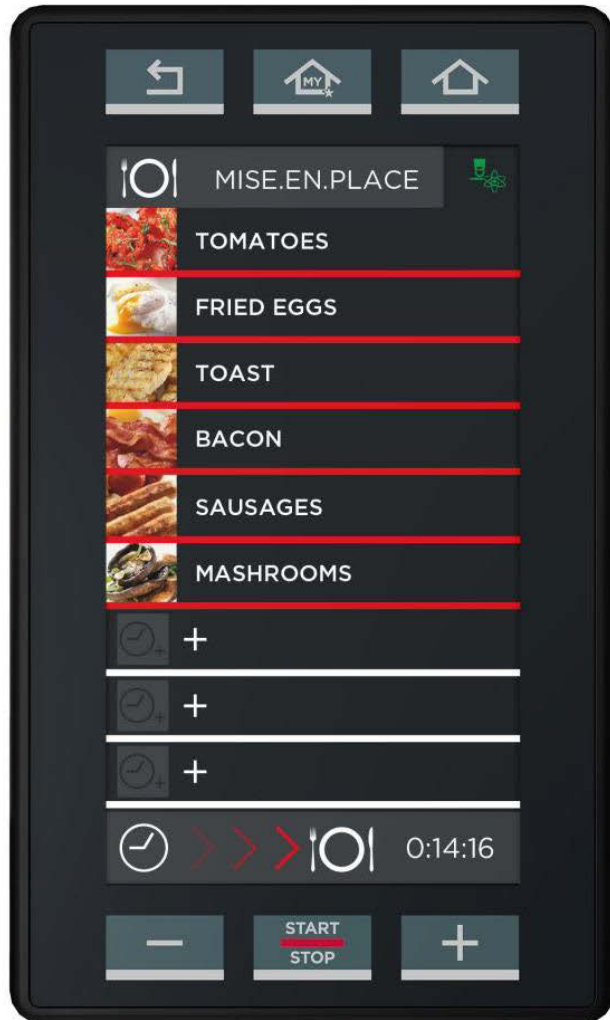 MY
MISE.EN.PLACE
TOMATOES
FRIED EGGS
TOAST
BACON
SAUSAGES
MASHROOMS
+
+
+
0:14:16
START
STOP